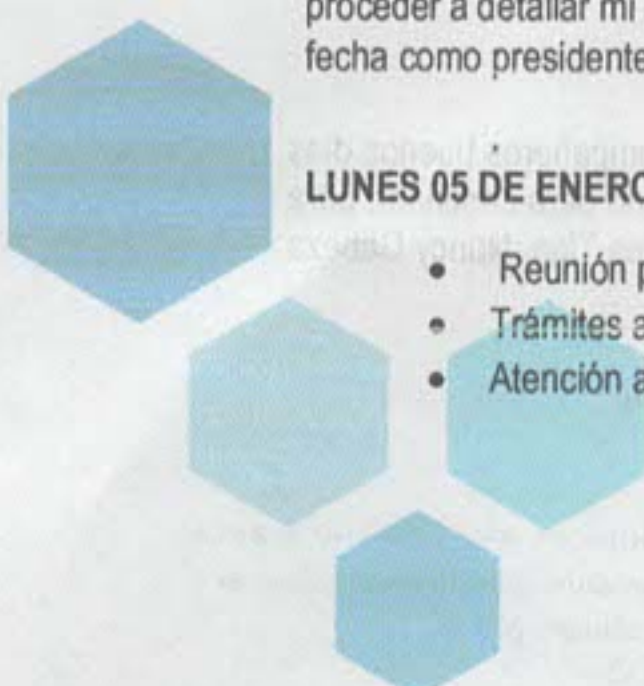 proceder a detallar mi
fecha como presidente
LUNES 05 DE ENERO
• Reunión p
• Trámites a
• Atención a